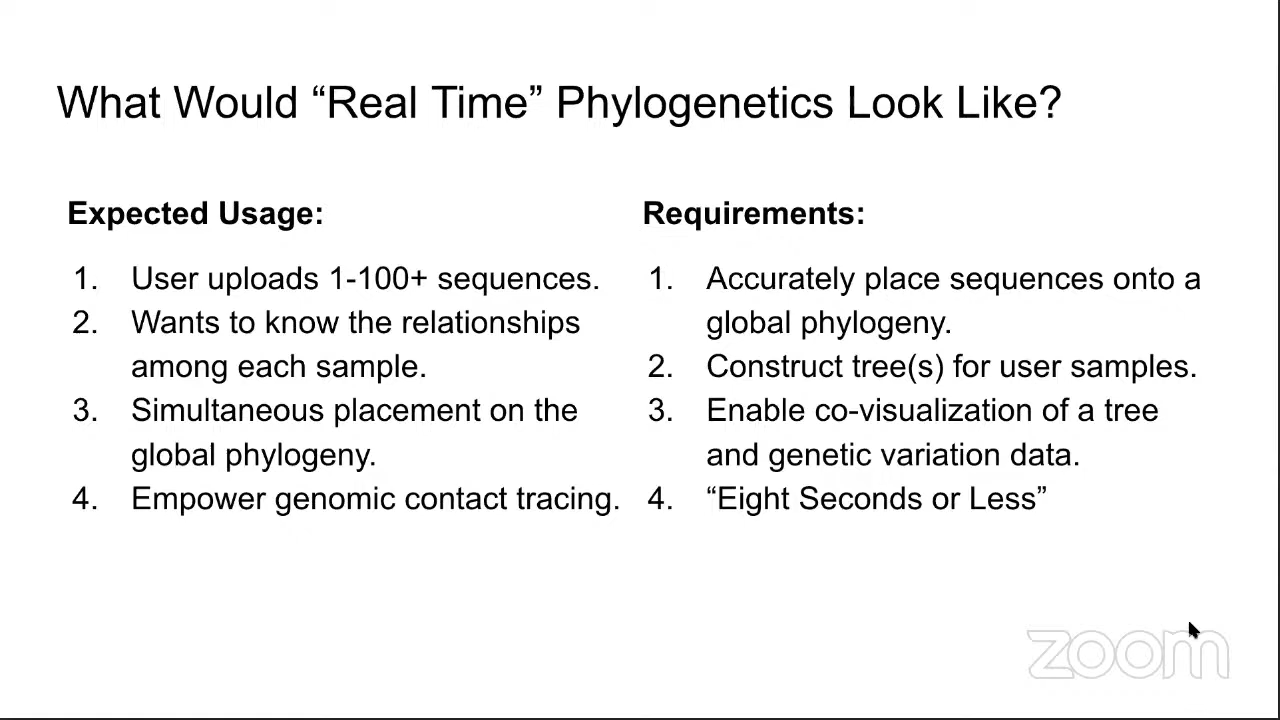 What Would “Real Time” Phylogenetics Look Like?
Expected Usage:
1. User uploads 1-100+ sequences.
2. Wants to know the relationships
among each sample.
3. Simultaneous placement on the
global phylogeny.
4. Empower genomic contact tracing.
Requirements:
1. Accurately place sequences onto a
global phylogeny.
2. Construct tree(s) for user samples.
3. Enable co-visualization of a tree
and genetic variation data.
4. “Eight Seconds or Less”
zoom